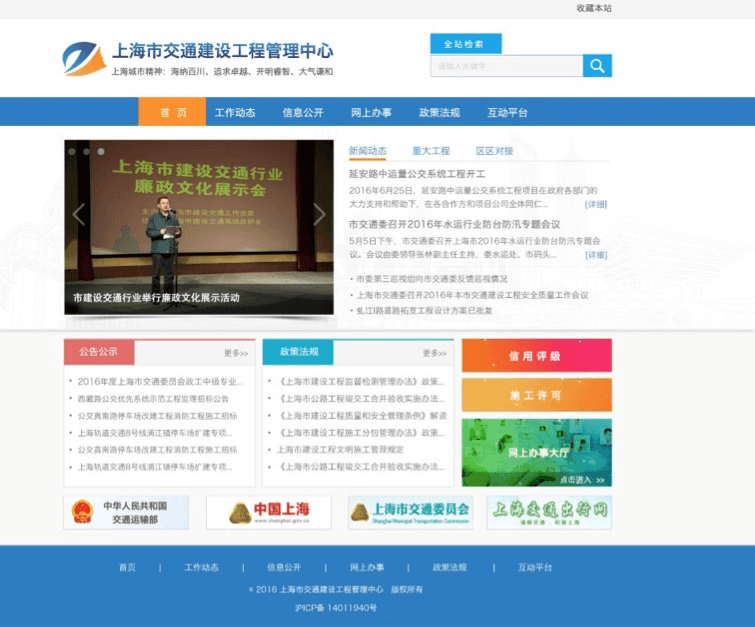 收藏本站
上海市交通建设工程管理中心
上海城市精神：海纳百川、追求卓越、开明睿智、大气谦和
全站检索
请输入关键字
首 页 工作动态 信息公开 网上办事 政策法规 互动平台
上海市建设交通行业
廉政文化展示会
市建设交通行业举行廉政文化展示活动
新闻动态 重大工程 区区对接
延安路中运量公交系统工程开工
2016年6月25日，延安路中运量公交系统工程项目在政府各部门的
大力支持和帮助下，在各合作方和项目公司全体同仁... [详细]
市交通委召开2016年水运行业防台防汛专题会议
5月5日下午，市交通委召开上海市2016年水运行业防台防汛专题会
议。会议由委领导张林副主任主持，委水运处、市码头... [详细]
· 市委第三巡视组向市交通委反馈巡视情况
· 上海市交通委召开2016年本市交通建设工程安全质量工作会议
· 虬江路道路拓宽工程设计方案已批复
公告公示 更多>>
· 2016年度上海市交通委员会政工中级专业...
· 西藏路公交优先系统示范工程监理招标公告
· 公交真南路停车场改建工程消防工程施工招标
· 上海轨道交通8号线浦江镇停车场扩建专项...
· 公交真南路停车场改建工程消防工程施工招标
· 上海轨道交通8号线浦江镇停车场扩建专项...
政策法规 更多>>
· 《上海市建设工程监督检测管理办法》政策...
· 《上海市公路工程竣工交工合并验收实施办法...
· 《上海市建设工程质量和安全管理条例》解读
· 《上海市建设工程施工分包管理办法》政策...
· 上海市建设工程文明施工管理规定
· 《上海市公路工程竣工交工合并验收实施办法...
信用评级
施工许可
网上办事大厅
点击进入 >>
中华人民共和国
交通运输部
中国上海
www.shanghai.gov.cn
上海市交通委员会
Shanghai Municipal Transportation Commission
上海交通出行网
首页 | 工作动态 | 信息公开 | 网上办事 | 政策法规 | 互动平台
© 2016 上海市交通建设工程管理中心 版权所有
沪ICP备 14011940号